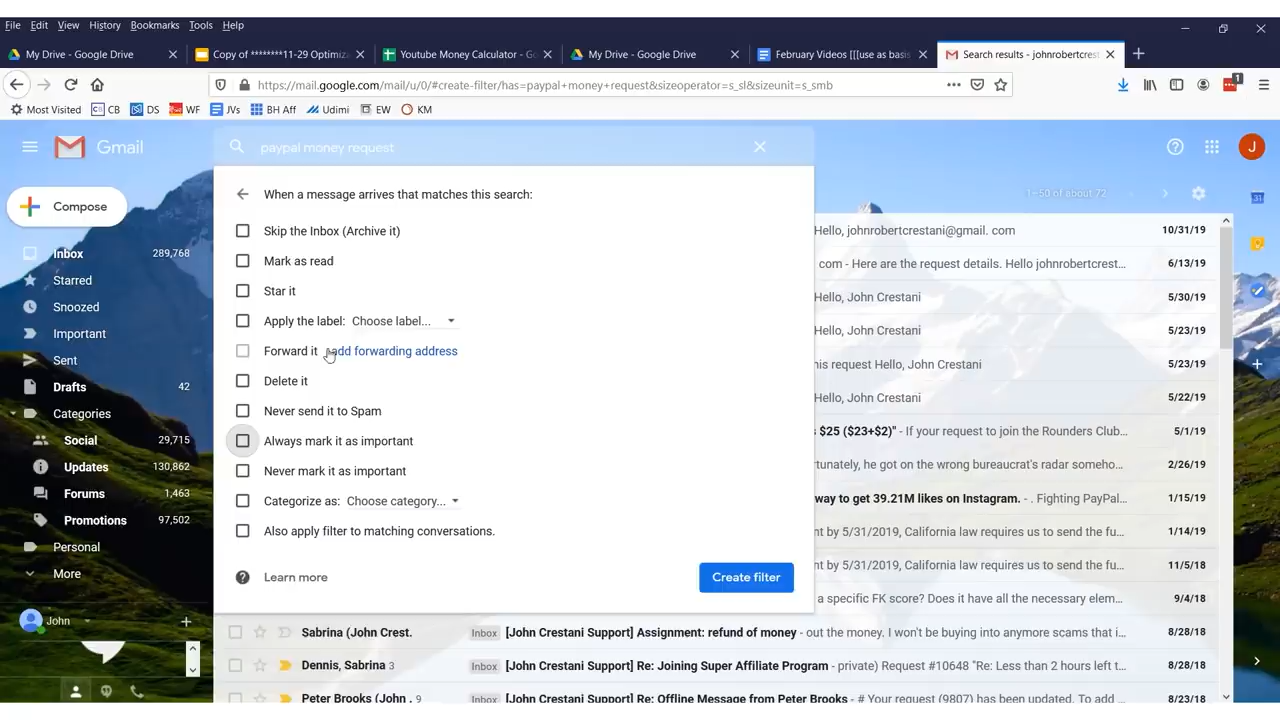 File Edit View History Bookmarks Tools Help
My Drive - Google Drive
Copy of ********11-29 Optimiz
Youtube Money Calculator - Go
My Drive - Google Drive
February Videos [[[use as basis
Search results - johnrobertcrest
https://mail.google.com/mail/u/0/#create-filter/has=paypal+money+request&sizeoperator=s_sl&sizeunit=s_smb
1
Most Visited CB DS WF JVs BH Aff Udimi EW KM
Gmail
paypal money request
J
Compose
1–50 of about 72
31
Inbox 289,768
Starred
Snoozed
Important
Sent
Drafts 42
Categories
Social 29,715
Updates 130,862
Forums 1,463
Promotions 97,502
Personal
More
John
When a message arrives that matches this search:
Skip the Inbox (Archive it)
Mark as read
Star it
Apply the label: Choose label...
Forward it add forwarding address
Delete it
Never send it to Spam
Always mark it as important
Never mark it as important
Categorize as: Choose category...
Also apply filter to matching conversations.
Learn more
Create filter
Hello, johnrobertcrestani@gmail. com 10/31/19
com - Here are the request details. Hello johnrobertcrest... 6/13/19
Hello, John Crestani 5/30/19
Hello, John Crestani 5/23/19
his request Hello, John Crestani 5/23/19
Hello, John Crestani 5/22/19
$25 ($23+$2)" - If your request to join the Rounders Club... 5/1/19
he got on the wrong bureaucrat's radar someho... 2/26/19
way to get 39.21M likes on Instagram. - . Fighting PayPal... 1/15/19
nt by 5/31/2019, California law requires us to send the fu... 1/14/19
nt by 5/31/2019, California law requires us to send the fu... 11/5/18
a specific FK score? Does it have all the necessary elem... 9/4/18
Sabrina (John Crest. Inbox [John Crestani Support] Assignment: refund of money - out the money. I won't be buying into anymore scams that i... 8/28/18
Dennis, Sabrina 3 Inbox [John Crestani Support] Re: Joining Super Affiliate Program - private) Request #10648 "Re: Less than 2 hours left t... 8/28/18
Peter Brooks (John . 9 Inbox [John Crestani Support] Re: Offline Message from Peter Brooks - # Your request (9807) has been updated. To add ... 8/23/18